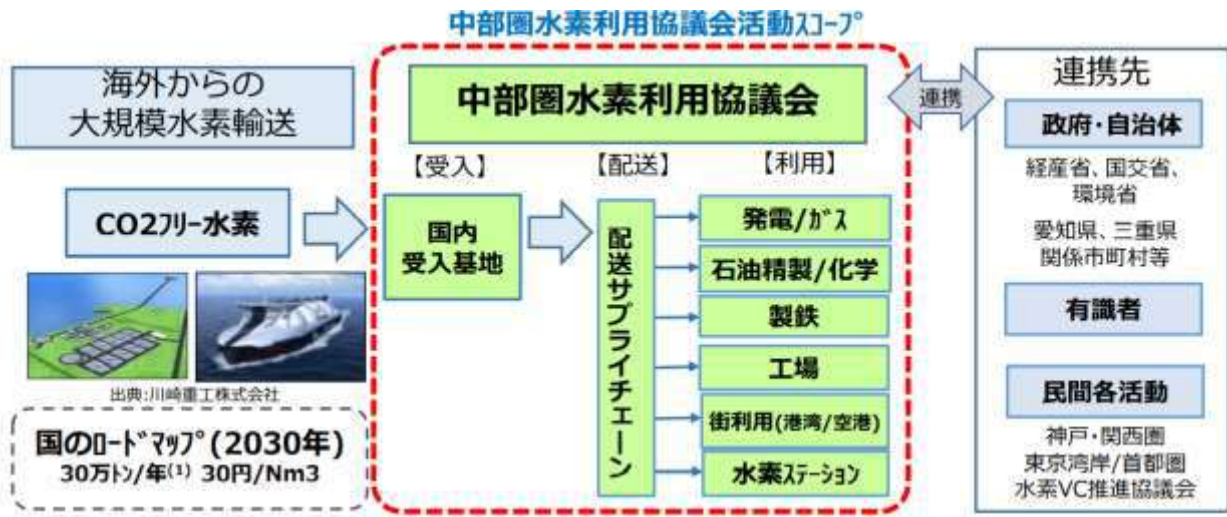 中部圏水素利用協議会活動ｽｺｰﾌﾟ
海外からの
大規模水素輸送
CO2ﾌﾘｰ水素
出典:川崎重工株式会社
国のﾛｰﾄﾞﾏｯﾌﾟ(2030年)
30万トン/年(1) 30円/Nm3
中部圏水素利用協議会
【受入】
【配送】
【利用】
国内
受入基地
配送サプライチェーン
発電/ｶﾞｽ
石油精製/化学
製鉄
工場
街利用(港湾/空港)
水素ｽﾃｰｼｮﾝ
連携
連携先
政府・自治体
経産省、国交省、
環境省
愛知県、三重県
関係市町村等
有識者
民間各活動
神戸・関西圏
東京湾岸/首都圏
水素VC推進協議会